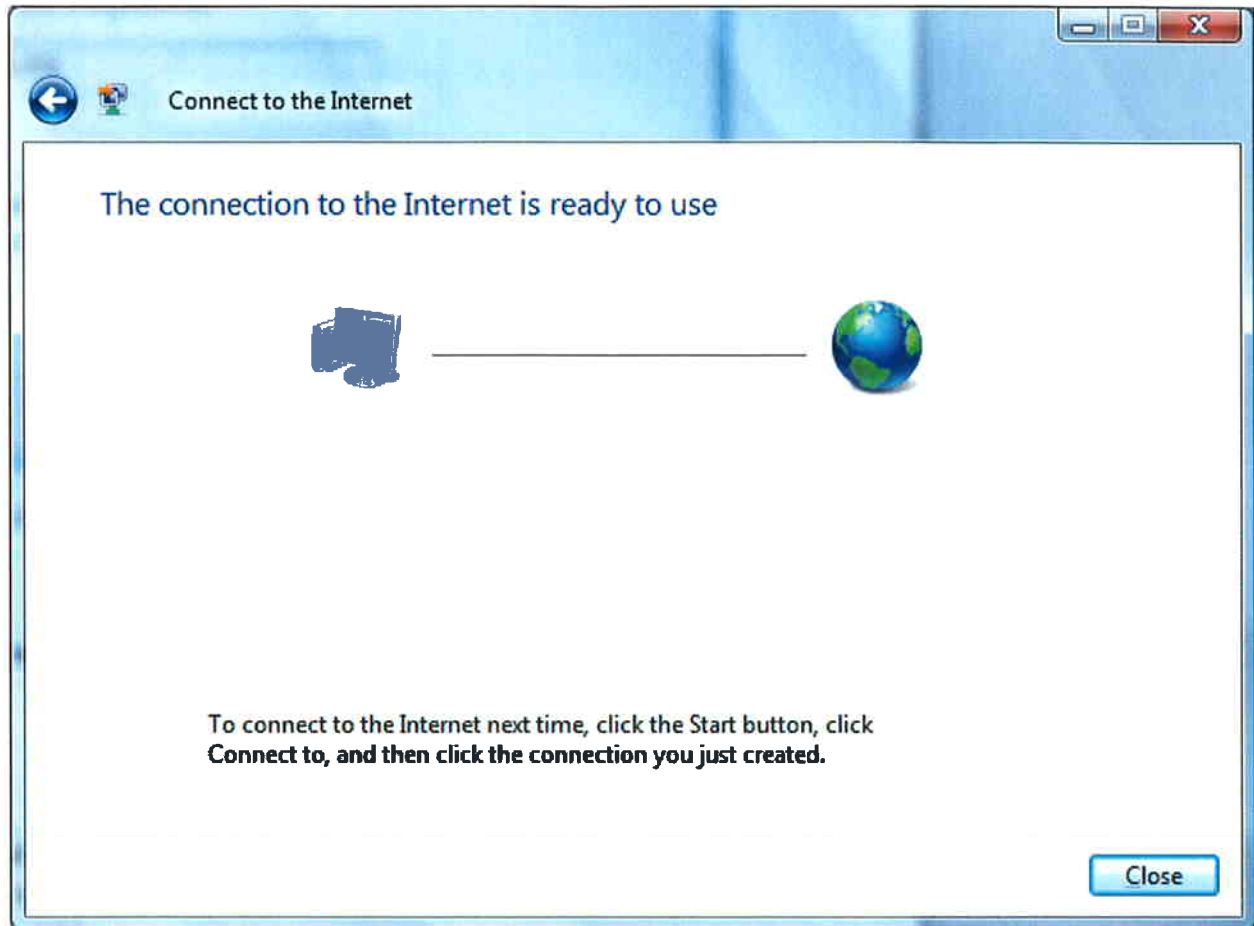 Connect to the Internet
The connection to the Internet is ready to use
To connect to the Internet next time, click the Start button, click
Connect to, and then click the connection you just created.
Close